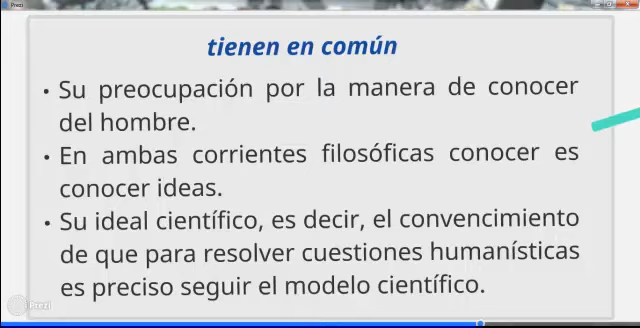 Prezi
tienen en común
• Su preocupación por la manera de conocer
del hombre.
• En ambas corrientes filosóficas conocer es
conocer ideas.
• Su ideal científico, es decir, el convencimiento
de que para resolver cuestiones humanísticas
es preciso seguir el modelo científico.
Prezi